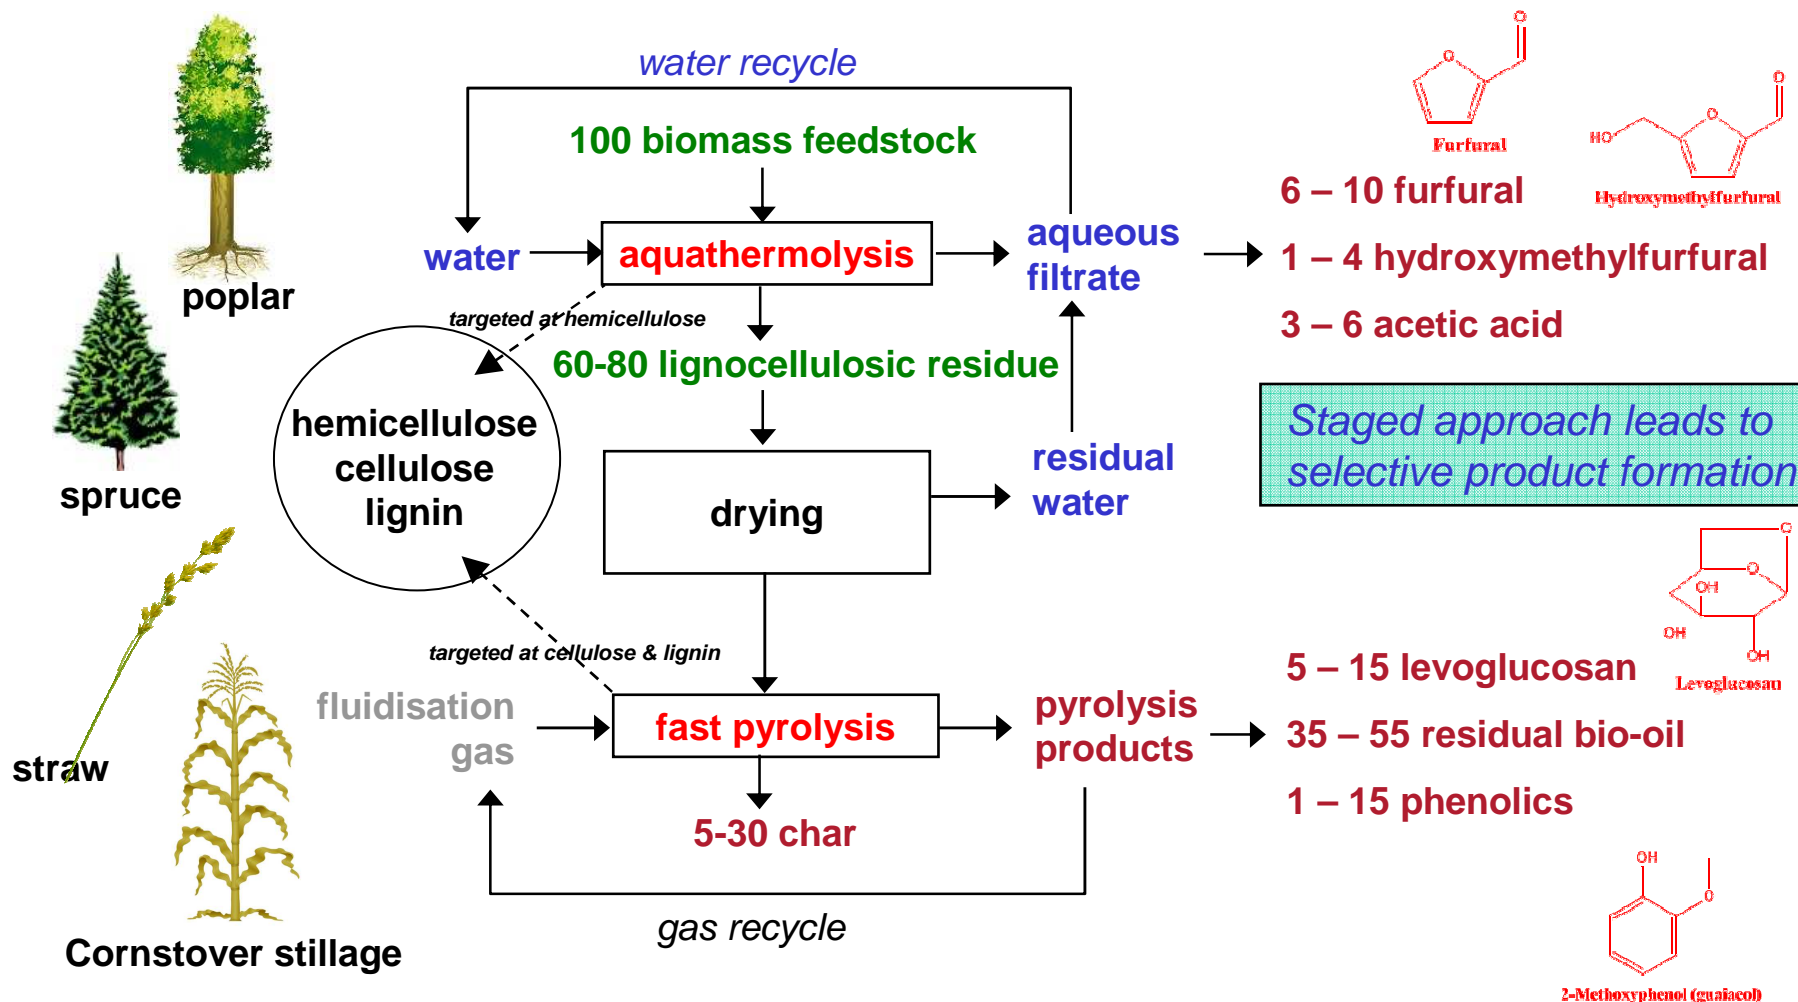 water recycle
100 biomass feedstock
water
aquathermolysis
aqueous
filtrate
targeted at hemicellulose
60-80 lignocellulosic residue
hemicellulose
cellulose
lignin
drying
residual
water
targeted at cellulose & lignin
fluidisation
gas
fast pyrolysis
pyrolysis
products
5-30 char
gas recycle
poplar
spruce
straw
Cornstover stillage
O
O
Furfural
O
O
HO
Hydroxymethylfurfural
6 – 10 furfural
1 – 4 hydroxymethylfurfural
3 – 6 acetic acid
Staged approach leads to
selective product formation
O
O
OH
OH
OH
Levoglucosan
5 – 15 levoglucosan
35 – 55 residual bio-oil
1 – 15 phenolics
OH
O
2-Methoxyphenol (guaiacol)